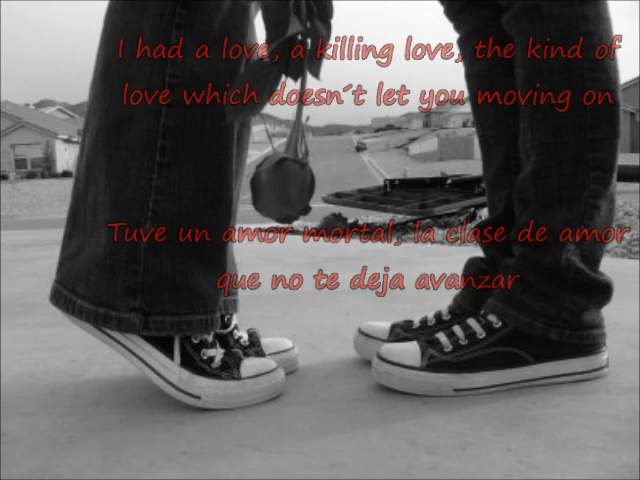 I had a love, a killing love, the kind of
love which doesn´t let you moving on
Tuve un amor mortal, la clase de amor
que no te deja avanzar